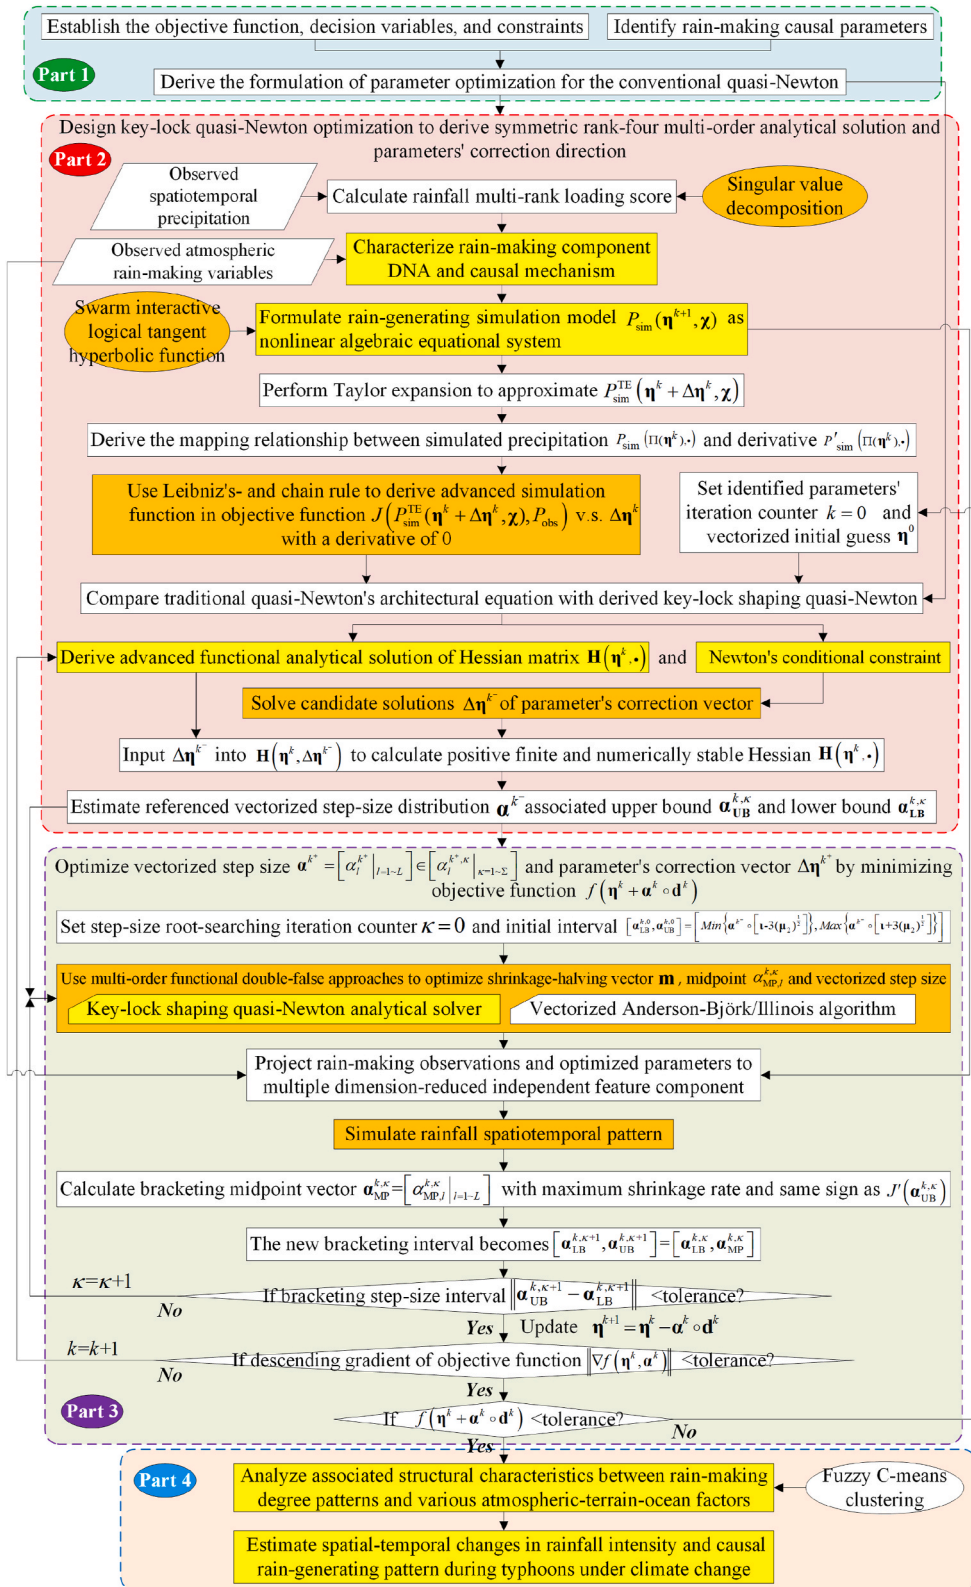 Establish the objective function, decision variables, and constraints
Identify rain-making causal parameters
Part 1
Derive the formulation of parameter optimization for the conventional quasi-Newton
Design key-lock quasi-Newton optimization to derive symmetric rank-four multi-order analytical solution and
parameters' correction direction
Part 2
Observed
spatiotemporal
precipitation
Calculate rainfall multi-rank loading score
Singular value
decomposition
Observed atmospheric
rain-making variables
Characterize rain-making component
DNA and causal mechanism
Swarm interactive
logical tangent
hyperbolic function
Formulate rain-generating simulation model P_sim(η^{k+1}, χ) as
nonlinear algebraic equational system
Perform Taylor expansion to approximate P_sim^TE(η^k + Δη^k, χ)
Derive the mapping relationship between simulated precipitation P_sim(Π(η^k),•) and derivative P'_sim(Π(η^k),•)
Use Leibniz's- and chain rule to derive advanced simulation
function in objective function J(P_sim^TE(η^k + Δη^k, χ), P_obs) v.s. Δη^k
with a derivative of 0
Set identified parameters'
iteration counter k = 0 and
vectorized initial guess η^0
Compare traditional quasi-Newton's architectural equation with derived key-lock shaping quasi-Newton
Derive advanced functional analytical solution of Hessian matrix H(η^k,•) and Newton's conditional constraint
Solve candidate solutions Δη^{k-} of parameter's correction vector
Input Δη^{k-} into H(η^k, Δη^{k-}) to calculate positive finite and numerically stable Hessian H(η^k,•)
Estimate referenced vectorized step-size distribution α^{k-} associated upper bound α_UB^{k,κ} and lower bound α_LB^{k,κ}
Optimize vectorized step size α^{k+} = [α_l^{k+}|_{l=1~L}] ∈ [α_l^{k+,κ}|_{κ=1~Σ}] and parameter's correction vector Δη^{k+} by minimizing
objective function f(η^k + α^k ∘ d^k)
Set step-size root-searching iteration counter κ = 0 and initial interval [α_LB^{k,0}, α_UB^{k,0}] = [Min{α^{k-} ∘ [ι-3(μ_2)^{1/2}]}, Max{α^{k-} ∘ [ι+3(μ_2)^{1/2}]}]
Use multi-order functional double-false approaches to optimize shrinkage-halving vector m, midpoint α_{MP,l}^{k,κ} and vectorized step size
Key-lock shaping quasi-Newton analytical solver
Vectorized Anderson-Björk/Illinois algorithm
Project rain-making observations and optimized parameters to
multiple dimension-reduced independent feature component
Simulate rainfall spatiotemporal pattern
Calculate bracketing midpoint vector α_MP^{k,κ} = [α_{MP,l}^{k,κ}|_{l=1~L}] with maximum shrinkage rate and same sign as J'(α_UB^{k,κ})
The new bracketing interval becomes [α_LB^{k,κ+1}, α_UB^{k,κ+1}] = [α_LB^{k,κ}, α_MP^{k,κ}]
κ=κ+1
If bracketing step-size interval ‖α_UB^{k,κ+1} − α_LB^{k,κ+1}‖ <tolerance?
No
Yes
Update η^{k+1} = η^k − α^k ∘ d^k
k=k+1
If descending gradient of objective function ‖∇f(η^k, α^k)‖ <tolerance?
No
Yes
Part 3
If f(η^k + α^k ∘ d^k) <tolerance?
No
Yes
Part 4
Analyze associated structural characteristics between rain-making
degree patterns and various atmospheric-terrain-ocean factors
Fuzzy C-means
clustering
Estimate spatial-temporal changes in rainfall intensity and causal
rain-generating pattern during typhoons under climate change